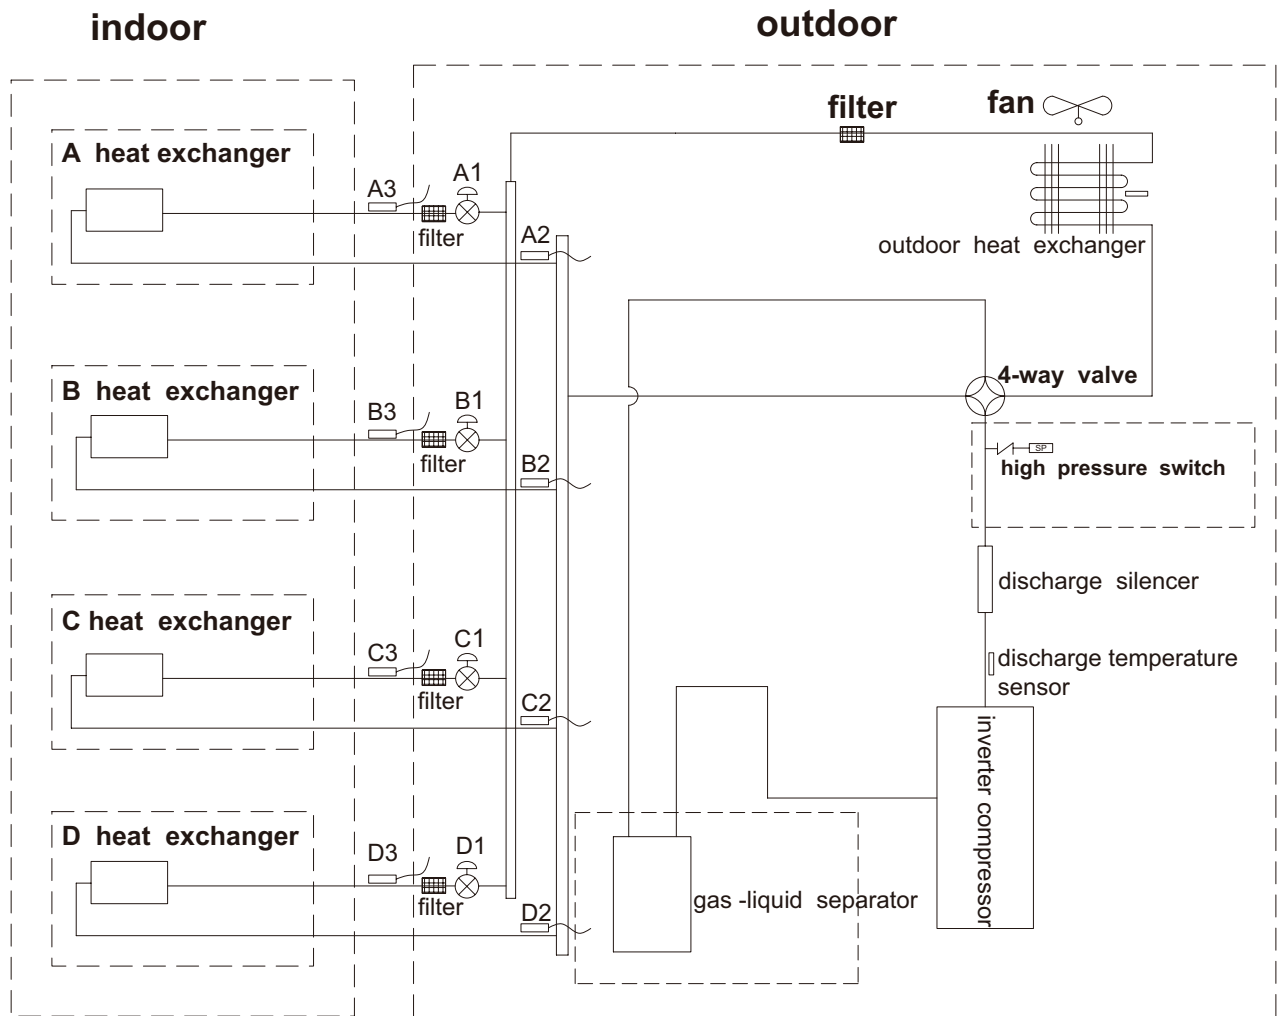 indoor
outdoor
filter
fan
A heat exchanger
A3
A1
filter
A2
outdoor heat exchanger
B heat exchanger
4-way valve
B3
B1
filter
B2
SP
high pressure switch
discharge silencer
C heat exchanger
C3
C1
filter
C2
discharge temperature
sensor
inverter compressor
D heat exchanger
D3
D1
filter
D2
gas -liquid separator